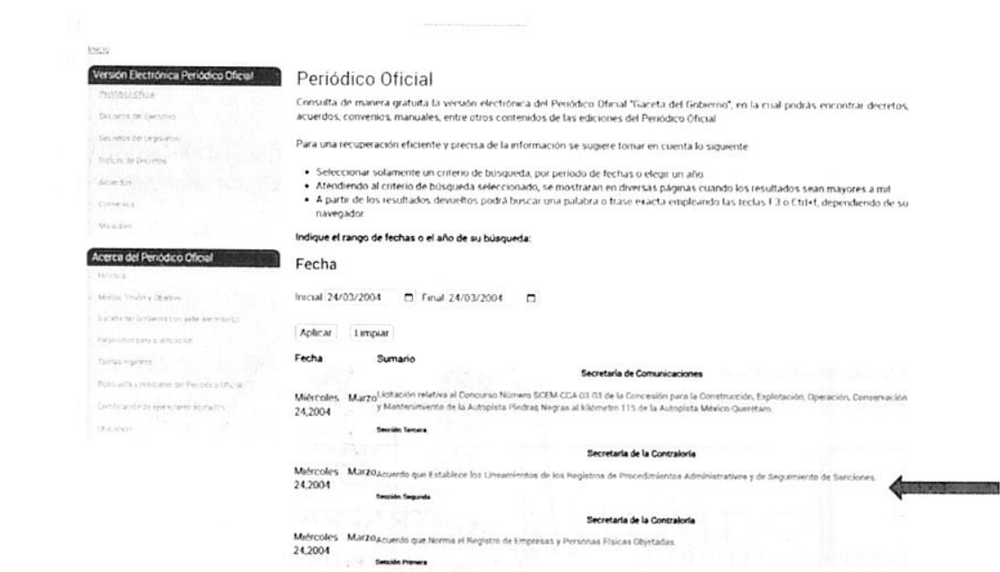 Inicio
Versión Electrónica Periódico Oficial
Periódico Oficial
Decretos del Ejecutivo
Decretos del Legislativo
Índices de Decretos
Acuerdos
Convenios
Manuales
Acerca del Periódico Oficial
Historia
Misión, Visión y Objetivo
Gaceta del Gobierno con sello electrónico
Requisitos para publicación
Tarifas vigentes
Búsqueda y
del Periódico Oficial
Certificación de ejemplares
Ubicación
Periódico Oficial
Consulta de manera gratuita la versión electrónica del Periódico Oficial "Gaceta del Gobierno", en la cual podrás encontrar decretos,
acuerdos, convenios, manuales, entre otros contenidos de las ediciones del Periódico Oficial
Para una recuperación eficiente y precisa de la información se sugiere tomar en cuenta lo siguiente
• Seleccionar solamente un criterio de búsqueda, por periodo de fechas o elegir un año
• Atendiendo al criterio de búsqueda seleccionado, se mostraran en diversas páginas cuando los resultados sean mayores a mil
• A partir de los resultados devueltos podrá buscar una palabra o frase exacta empleando las teclas F3 o Ctrl+f, dependiendo de su
navegador
Indique el rango de fechas o el año de su búsqueda:
Fecha
Inicial 24/03/2004 Final 24/03/2004
Aplicar Limpiar
Fecha Sumario
Secretaría de Comunicaciones
Miércoles Marzo Licitación relativa al Concurso Número SCEM-CCA-03-03 de la Concesión para la Construcción, Explotación, Operación, Conservación
24,2004 y Mantenimiento de la Autopista Piedras Negras al kilómetro 115 de la Autopista México Querétaro.
Sección Tercera
Secretaría de la Contraloría
Miércoles Marzo Acuerdo que Establece los Lineamientos de los Registros de Procedimientos Administrativos y de Seguimiento de Sanciones.
24,2004
Sección Segunda
Secretaría de la Contraloría
Miércoles Marzo Acuerdo que Norma el Registro de Empresas y Personas Físicas Objetadas.
24,2004
Sección Primera